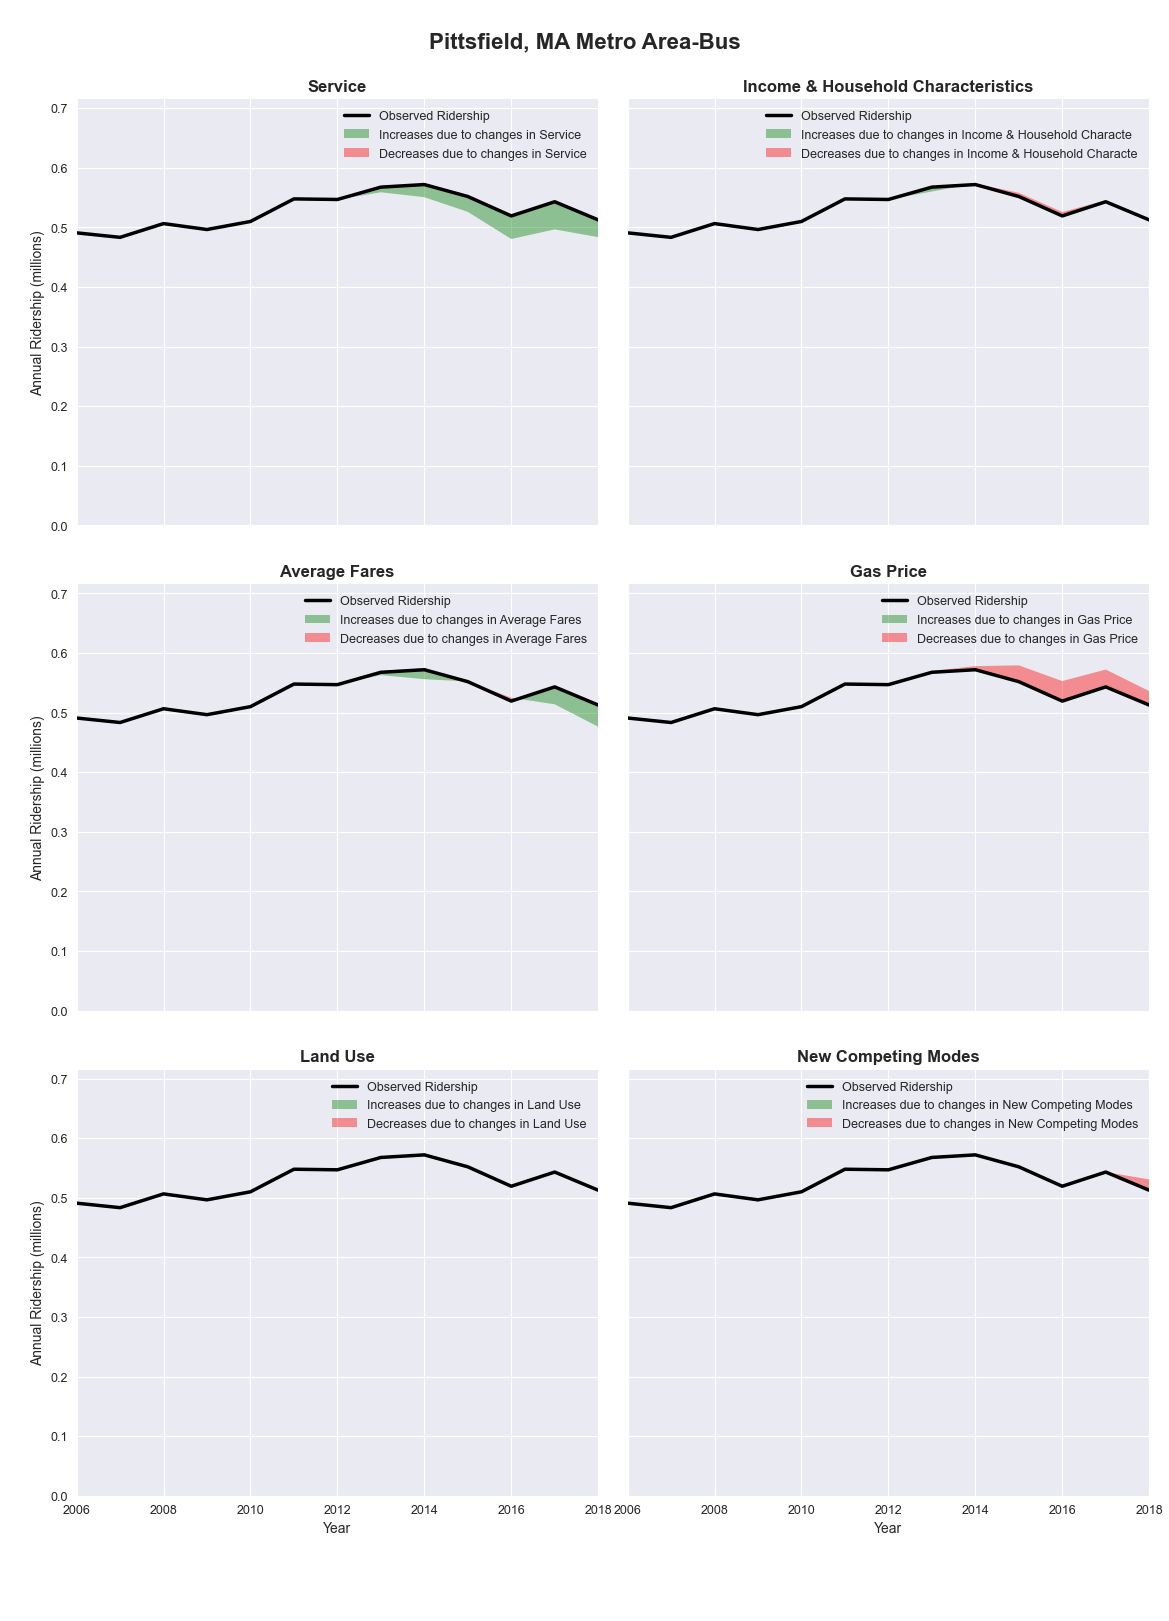 Pittsfield, MA Metro Area-Bus
Service
Observed Ridership
Increases due to changes in Service
Decreases due to changes in Service
0.7
0.6
0.5
0.4
0.3
0.2
0.1
0.0
Annual Ridership (millions)
Income & Household Characteristics
Observed Ridership
Increases due to changes in Income & Household Characte
Decreases due to changes in Income & Household Characte
Average Fares
Observed Ridership
Increases due to changes in Average Fares
Decreases due to changes in Average Fares
0.7
0.6
0.5
0.4
0.3
0.2
0.1
0.0
Annual Ridership (millions)
Gas Price
Observed Ridership
Increases due to changes in Gas Price
Decreases due to changes in Gas Price
Land Use
Observed Ridership
Increases due to changes in Land Use
Decreases due to changes in Land Use
0.7
0.6
0.5
0.4
0.3
0.2
0.1
0.0
Annual Ridership (millions)
2006 2008 2010 2012 2014 2016 2018
Year
New Competing Modes
Observed Ridership
Increases due to changes in New Competing Modes
Decreases due to changes in New Competing Modes
2006 2008 2010 2012 2014 2016 2018
Year